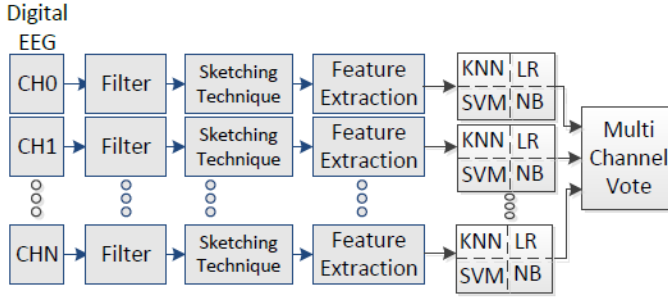 Digital
EEG
CH0
Filter
Sketching
Technique
Feature
Extraction
KNN
LR
SVM
NB
CH1
Filter
Sketching
Technique
Feature
Extraction
KNN
LR
SVM
NB
Multi
Channel
Vote
CHN
Filter
Sketching
Technique
Feature
Extraction
KNN
LR
SVM
NB